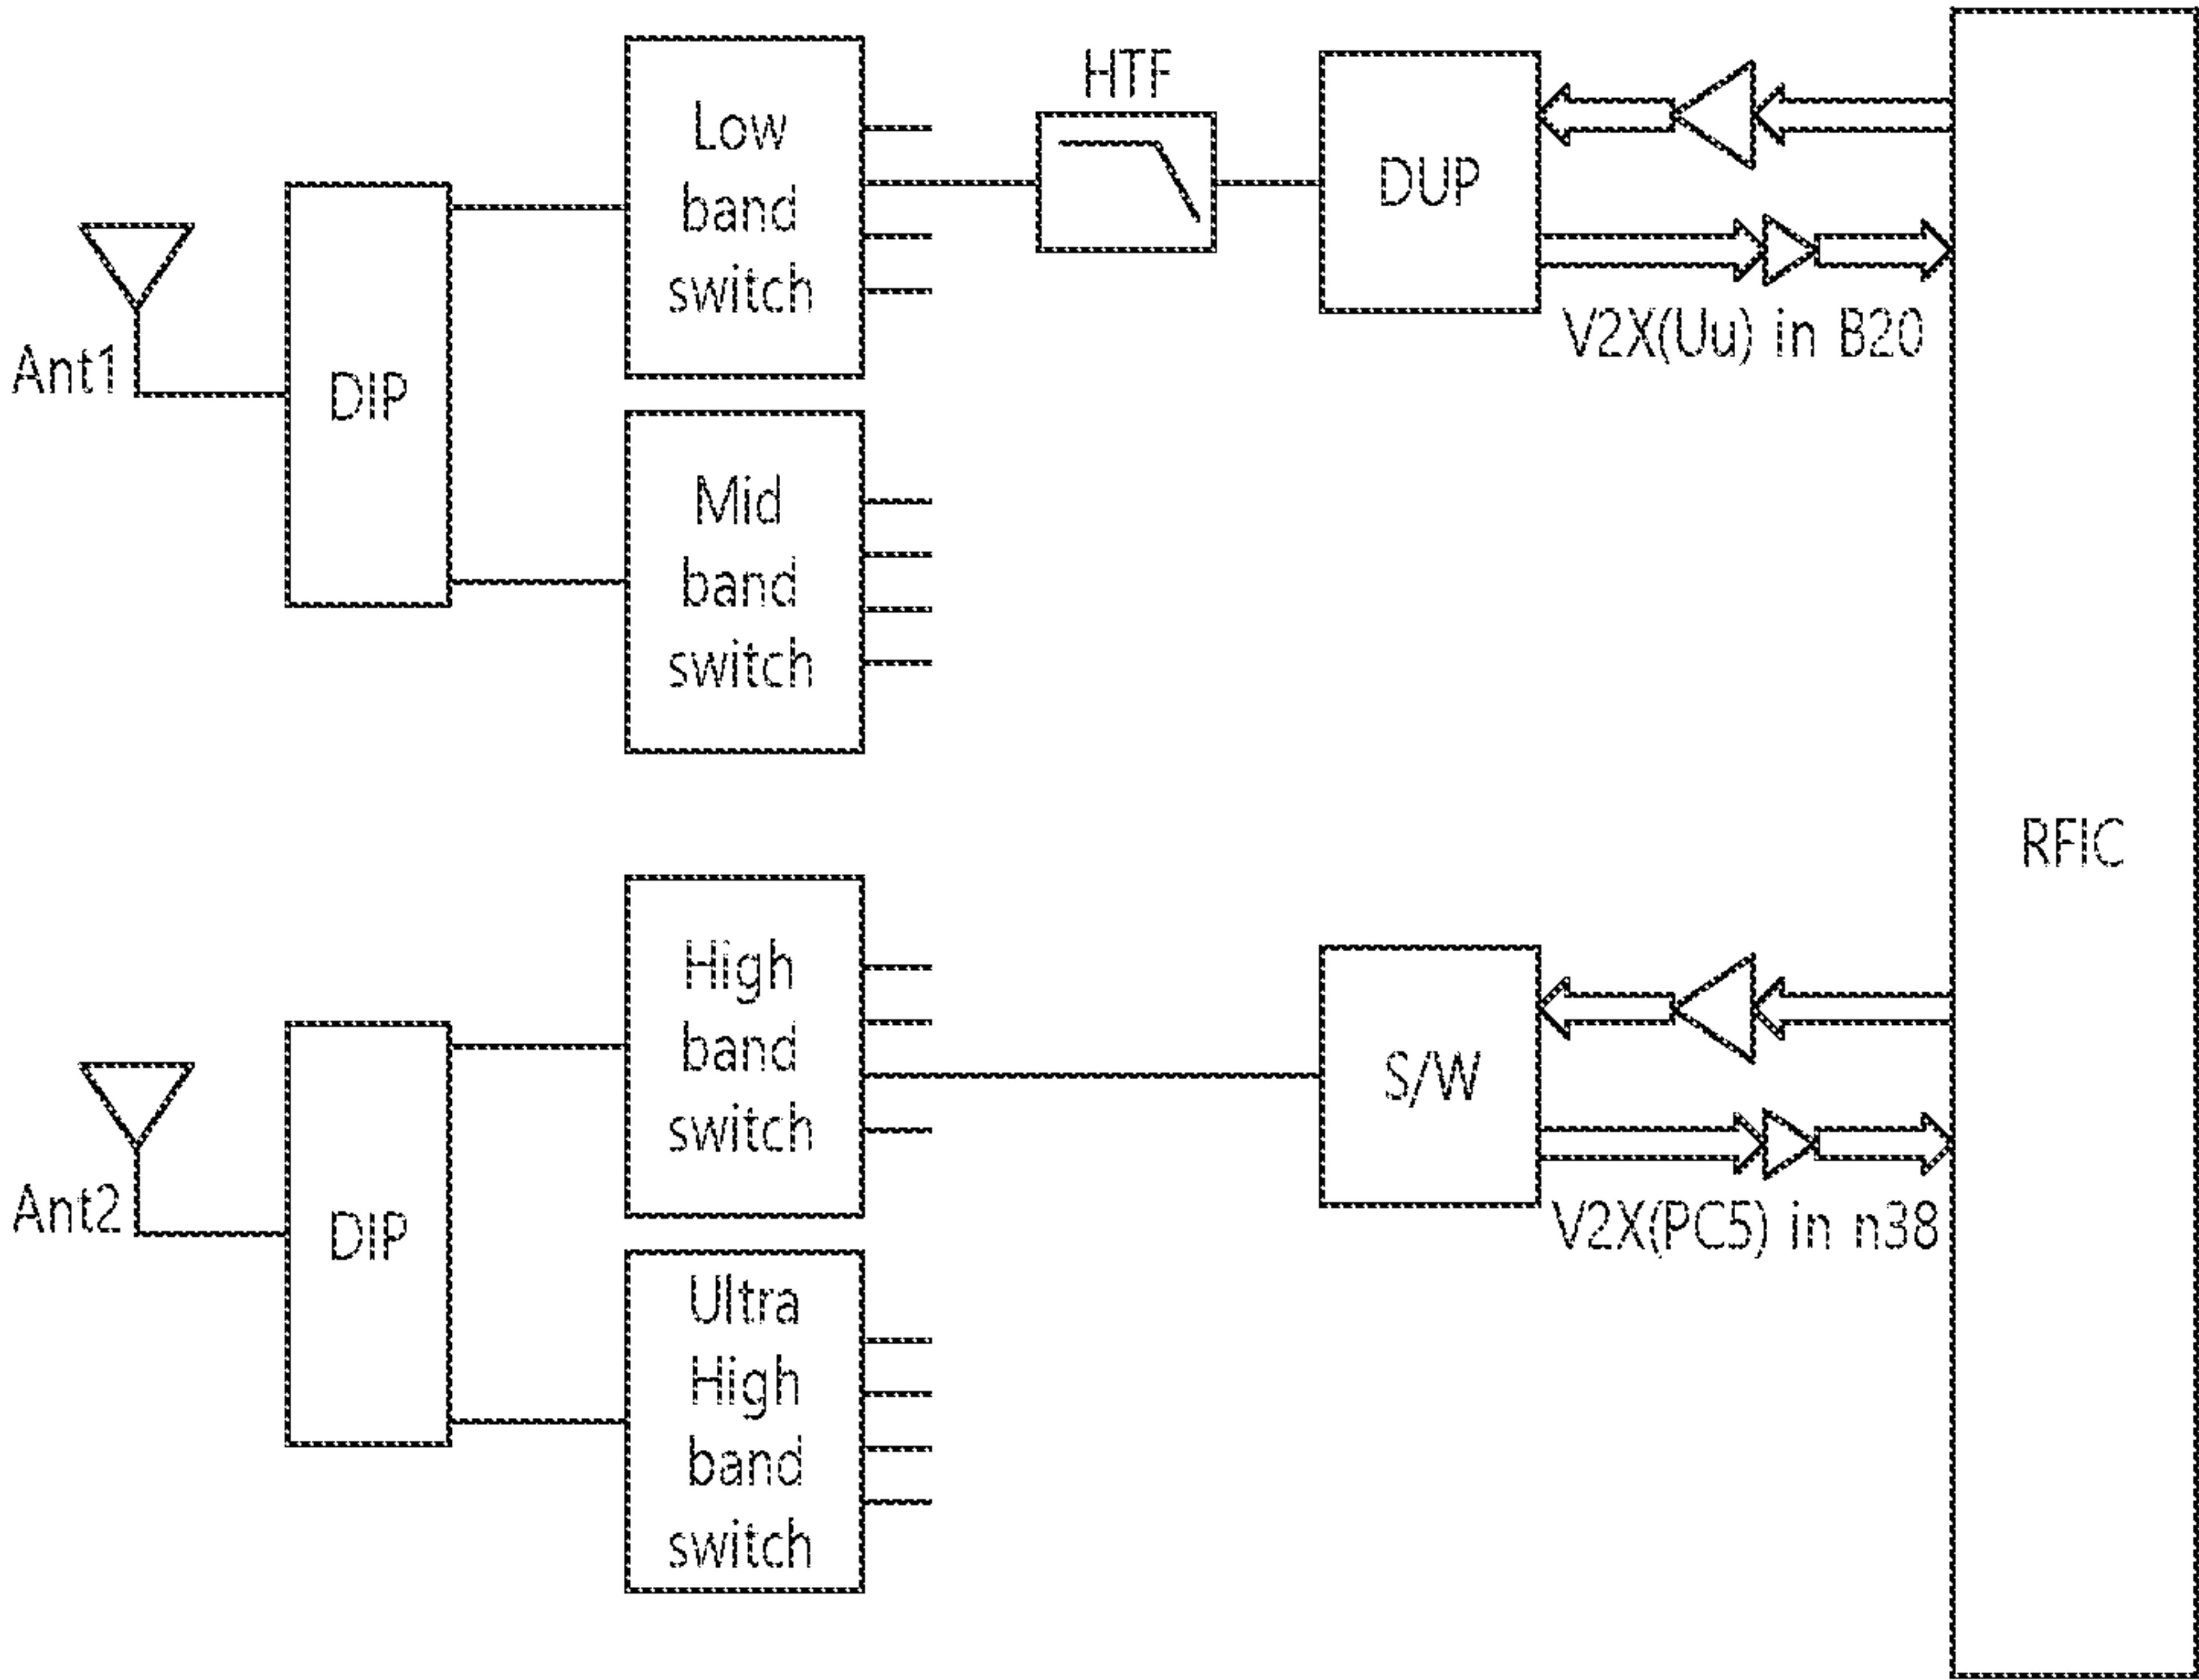 HTF
Low
band
switch
DUP
V2X(Uu) in B20
Ant1
DIP
Mid
band
switch
RFIC
High
band
switch
S/W
V2X(PC5) in n38
Ant2
DIP
Ultra
High
band
switch